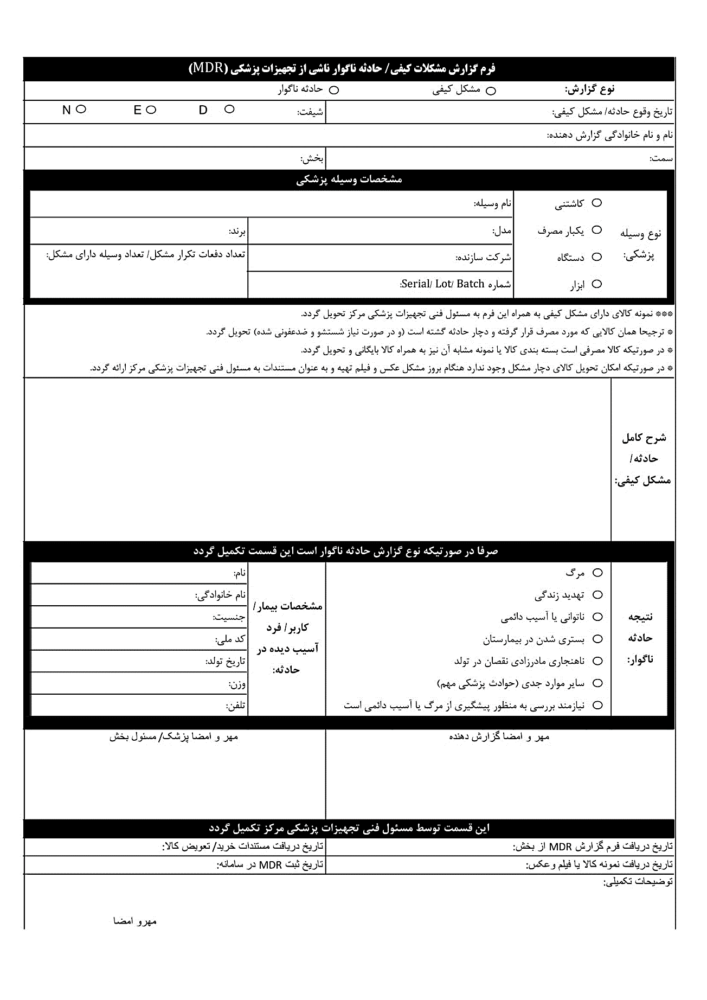 فرم گزارش مشکلات کیفی/ حادثه ناگوار ناشی از تجهیزات پزشکی (MDR)
نوع گزارش: مشکل کیفی حادثه ناگوار
تاریخ وقوع حادثه/ مشکل کیفی: شیفت: D E N
نام و نام خانوادگی گزارش دهنده:
سمت: بخش:
مشخصات وسیله پزشکی
نوع وسیله پزشکی:
کاشتنی
یکبار مصرف
دستگاه
ابزار
نام وسیله:
مدل: برند:
شرکت سازنده: تعداد دفعات تکرار مشکل/ تعداد وسیله دارای مشکل:
شماره Serial/ Lot/ Batch:
*** نمونه کالای دارای مشکل کیفی به همراه این فرم به مسئول فنی تجهیزات پزشکی مرکز تحویل گردد.
* ترجیحا همان کالایی که مورد مصرف قرار گرفته و دچار حادثه گشته است (و در صورت نیاز شستشو و ضدعفونی شده) تحویل گردد.
* در صورتیکه کالا مصرفی است بسته بندی کالا یا نمونه مشابه آن نیز به همراه کالا بایگانی و تحویل گردد.
* در صورتیکه امکان تحویل کالای دچار مشکل وجود ندارد هنگام بروز مشکل عکس و فیلم تهیه و به عنوان مستندات به مسئول فنی تجهیزات پزشکی مرکز ارائه گردد.
شرح کامل
حادثه/
مشکل کیفی:
صرفا در صورتیکه نوع گزارش حادثه ناگوار است این قسمت تکمیل گردد
نتیجه
حادثه
ناگوار:
مرگ
تهدید زندگی
ناتوانی یا آسیب دائمی
بستری شدن در بیمارستان
ناهنجاری مادرزادی نقصان در تولد
سایر موارد جدی (حوادث پزشکی مهم)
نیازمند بررسی به منظور پیشگیری از مرگ یا آسیب دائمی است
مشخصات بیمار/
کاربر/ فرد
آسیب دیده در
حادثه:
نام:
نام خانوادگی:
جنسیت:
کد ملی:
تاریخ تولد:
وزن:
تلفن:
مهر و امضا گزارش دهنده مهر و امضا پزشک/ مسئول بخش
این قسمت توسط مسئول فنی تجهیزات پزشکی مرکز تکمیل گردد
تاریخ دریافت فرم گزارش MDR از بخش: تاریخ دریافت مستندات خرید/ تعویض کالا:
تاریخ دریافت نمونه کالا یا فیلم وعکس: تاریخ ثبت MDR در سامانه:
توضیحات تکمیلی:
مهرو امضا